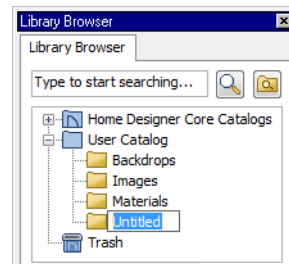 Library Browser
Library Browser
Type to start searching...
Home Designer Core Catalogs
User Catalog
Backdrops
Images
Materials
Untitled
Trash